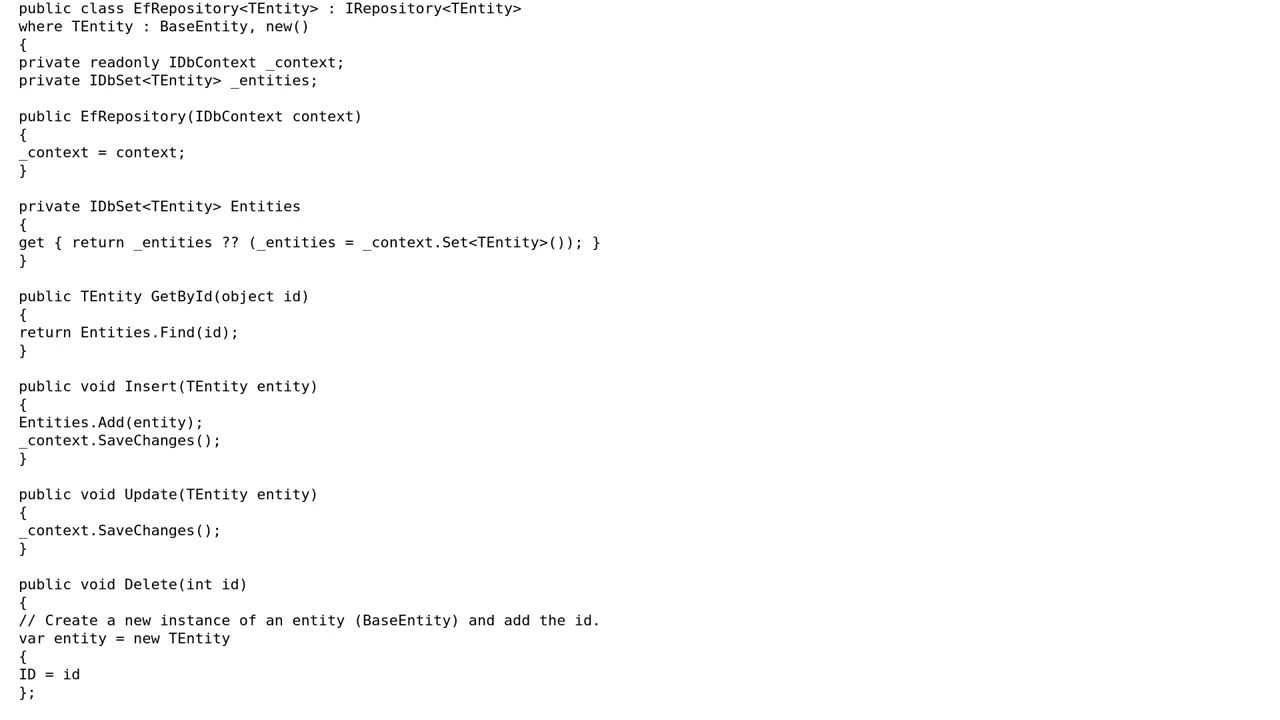 public class EfRepository<TEntity> : IRepository<TEntity>
where TEntity : BaseEntity, new()
{
private readonly IDbContext _context;
private IDbSet<TEntity> _entities;

public EfRepository(IDbContext context)
{
_context = context;
}

private IDbSet<TEntity> Entities
{
get { return _entities ?? (_entities = _context.Set<TEntity>()); }
}

public TEntity GetById(object id)
{
return Entities.Find(id);
}

public void Insert(TEntity entity)
{
Entities.Add(entity);
_context.SaveChanges();
}

public void Update(TEntity entity)
{
_context.SaveChanges();
}

public void Delete(int id)
{
// Create a new instance of an entity (BaseEntity) and add the id.
var entity = new TEntity
{
ID = id
};